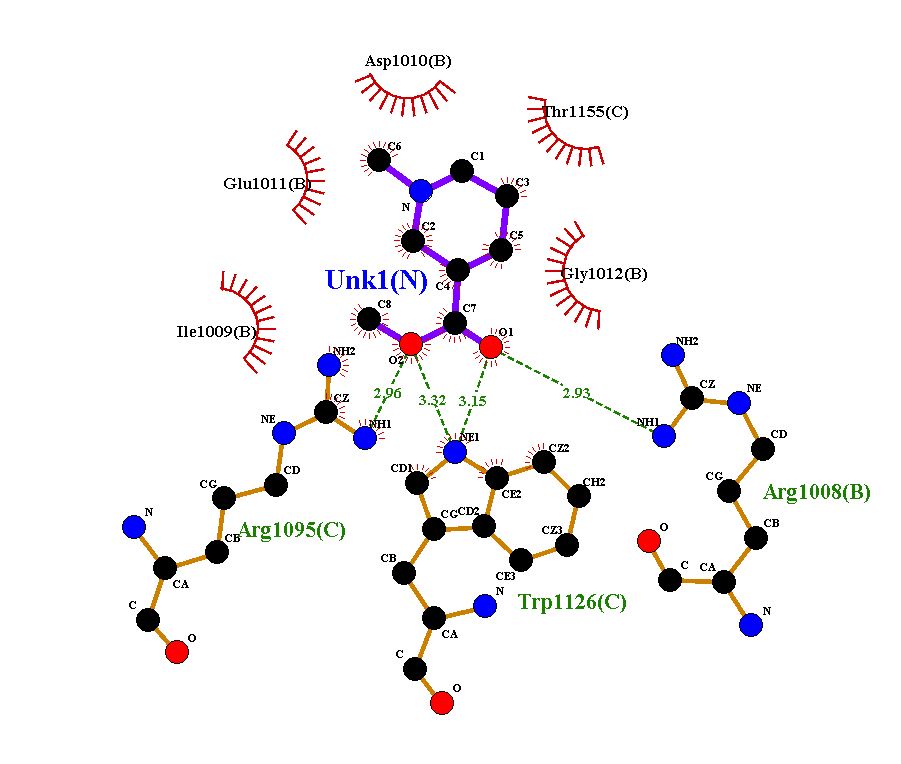 Asp1010(B)
Thr1155(C)
C6
C1
Glu1011(B)
C3
N
C2
C5
Gly1012(B)
Unk1(N)
C4
C8
C7
Ile1009(B)
O1
O2
NH2
NH2
2.96
3.32
3.15
2.93
CZ
CZ
NE
NE
NH1
NH1
NE1
CD
CZ2
CD1
CD
CE2
CG
CG
CH2
Arg1008(B)
N
Arg1095(C)
CG
CD2
O
CB
CB
CZ3
CB
CE3
C
CA
CA
N
C
Trp1126(C)
N
CA
O
C
O